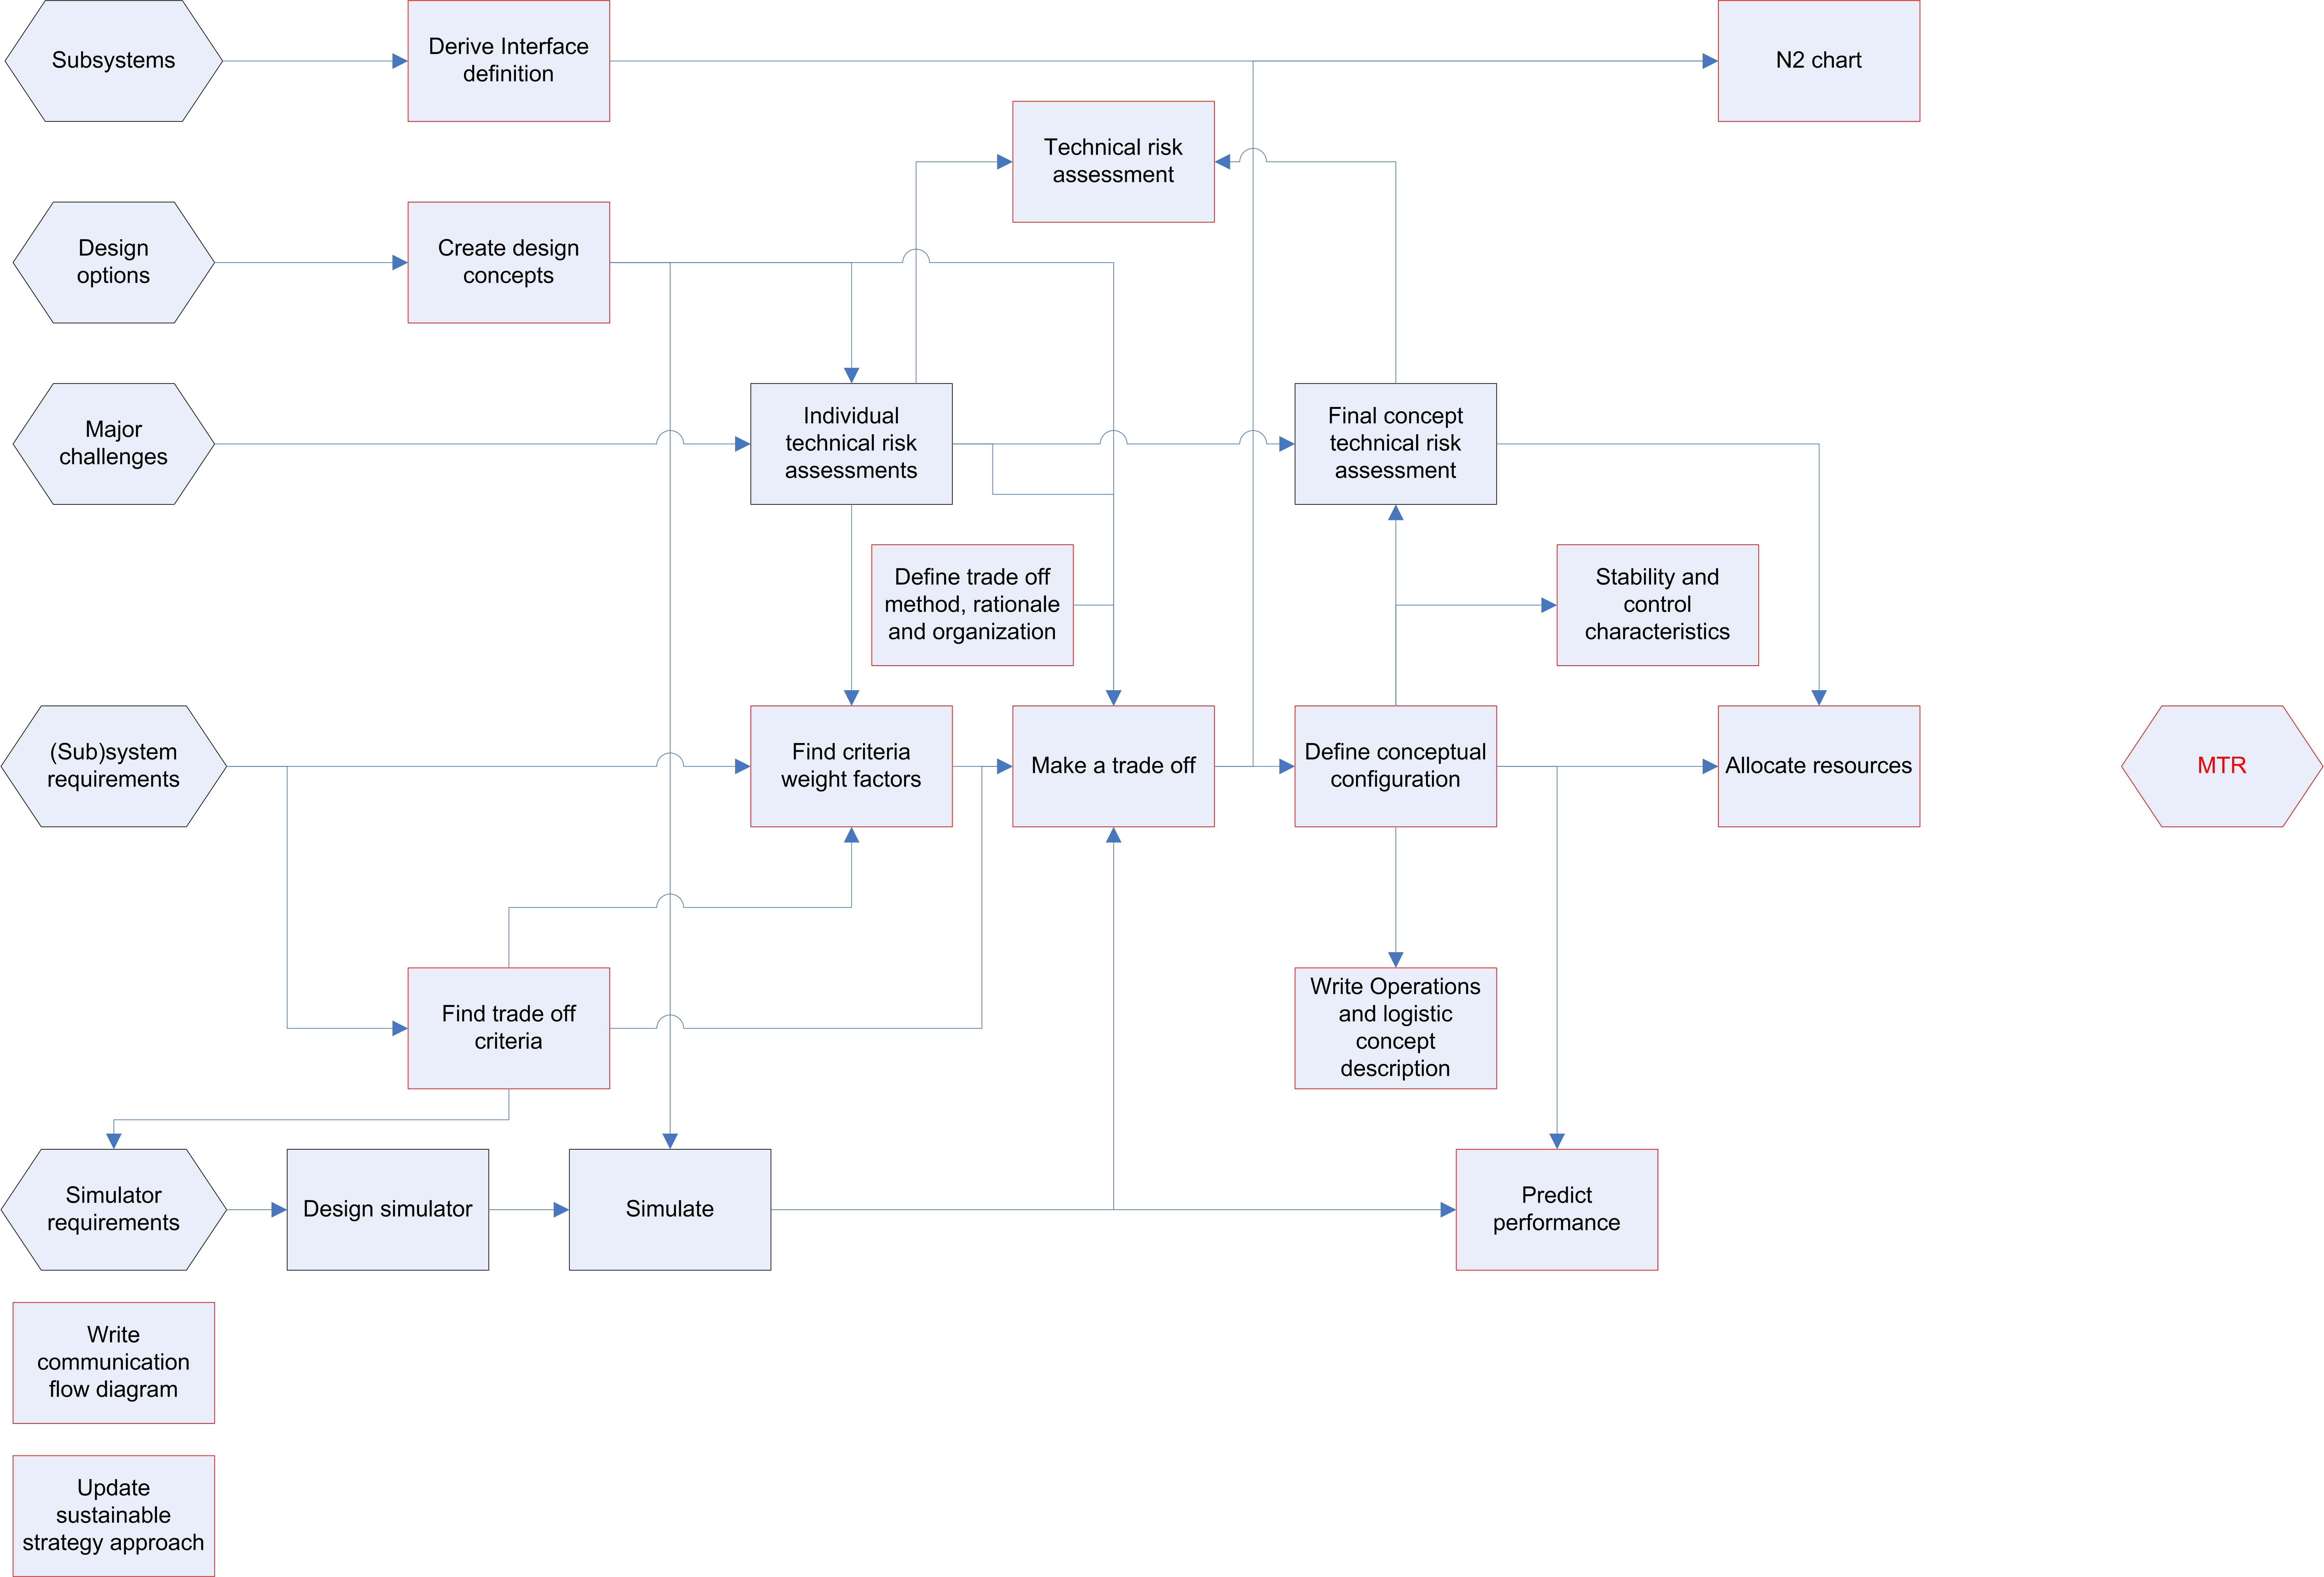 Subsystems
Derive Interface
definition
N2 chart
Technical risk
assessment
Design
options
Create design
concepts
Major
challenges
Individual
technical risk
assessments
Final concept
technical risk
assessment
Define trade off
method, rationale
and organization
Stability and
control
characteristics
(Sub)system
requirements
Find criteria
weight factors
Make a trade off
Define conceptual
configuration
Allocate resources
MTR
Find trade off
criteria
Write Operations
and logistic
concept
description
Simulator
requirements
Design simulator
Simulate
Predict
performance
Write
communication
flow diagram
Update
sustainable
strategy approach